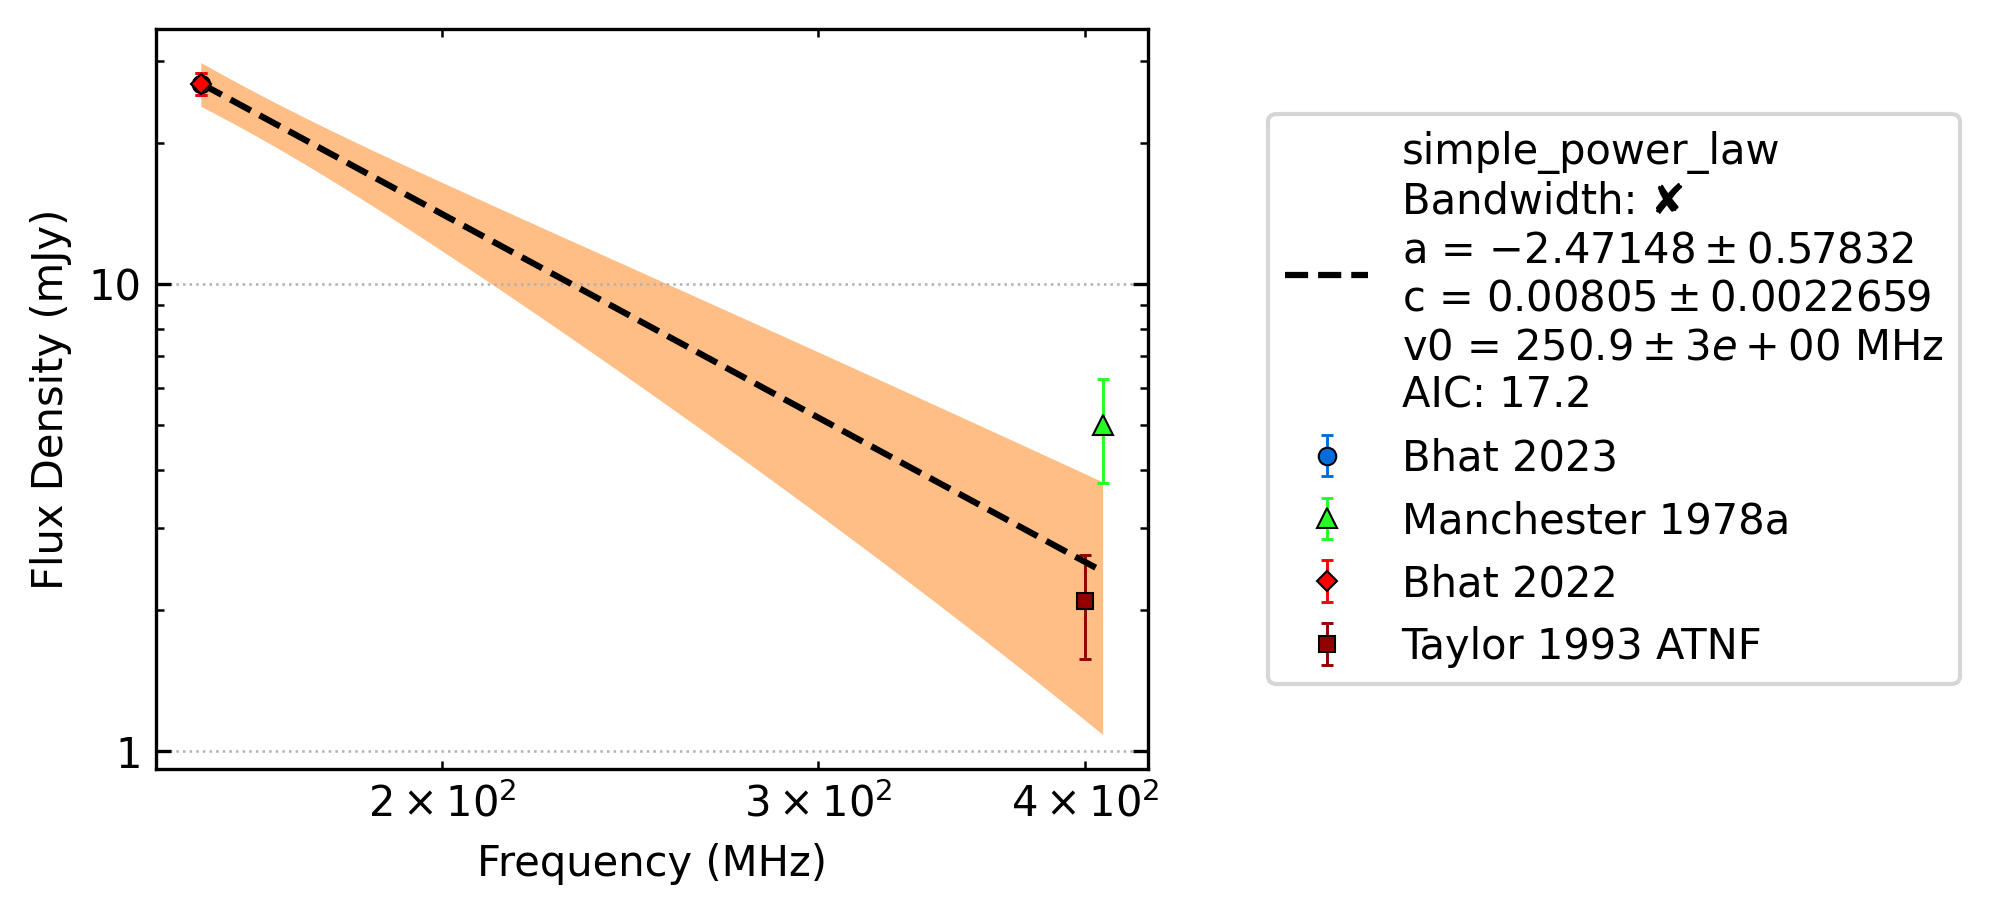 Flux Density (mJy)
10
1
2 × 10²
3 × 10²
4 × 10²
Frequency (MHz)
simple_power_law
Bandwidth: ✘
a = −2.47148 ± 0.57832
c = 0.00805 ± 0.0022659
v0 = 250.9 ± 3e + 00 MHz
AIC: 17.2
Bhat 2023
Manchester 1978a
Bhat 2022
Taylor 1993 ATNF